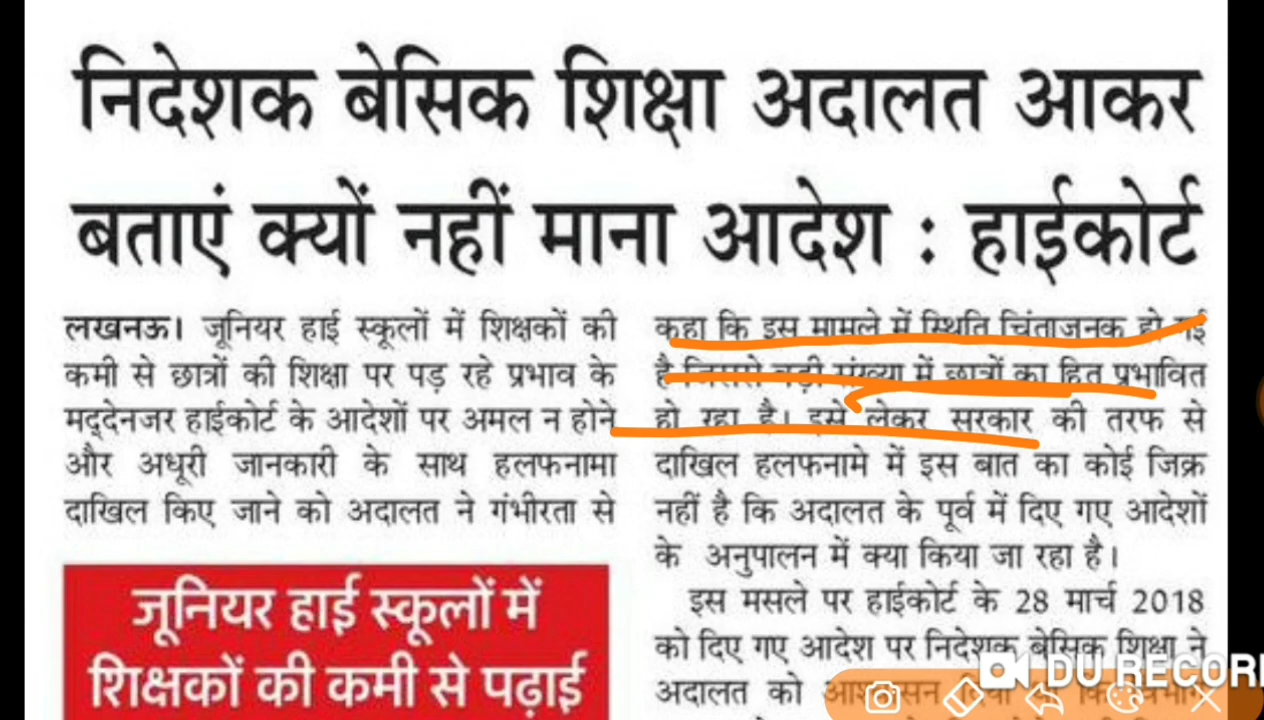 निदेशक बेसिक शिक्षा अदालत आकर
बताएं क्यों नहीं माना आदेश : हाईकोर्ट
लखनऊ। जूनियर हाई स्कूलों में शिक्षकों की
कमी से छात्रों की शिक्षा पर पड़ रहे प्रभाव के
मद्देनजर हाईकोर्ट के आदेशों पर अमल न होने
और अधूरी जानकारी के साथ हलफनामा
दाखिल किए जाने को अदालत ने गंभीरता से
जूनियर हाई स्कूलों में
शिक्षकों की कमी से पढ़ाई
कहा कि इस मामले में स्थिति चिंताजनक हो गई
है जिससे बड़ी संख्या में छात्रों का हित प्रभावित
हो रहा है। इसे लेकर सरकार की तरफ से
दाखिल हलफनामे में इस बात का कोई जिक्र
नहीं है कि अदालत के पूर्व में दिए गए आदेशों
के अनुपालन में क्या किया जा रहा है।
इस मसले पर हाईकोर्ट के 28 मार्च 2018
को दिए गए आदेश पर निदेशक बेसिक शिक्षा ने
अदालत को
DU RECOR